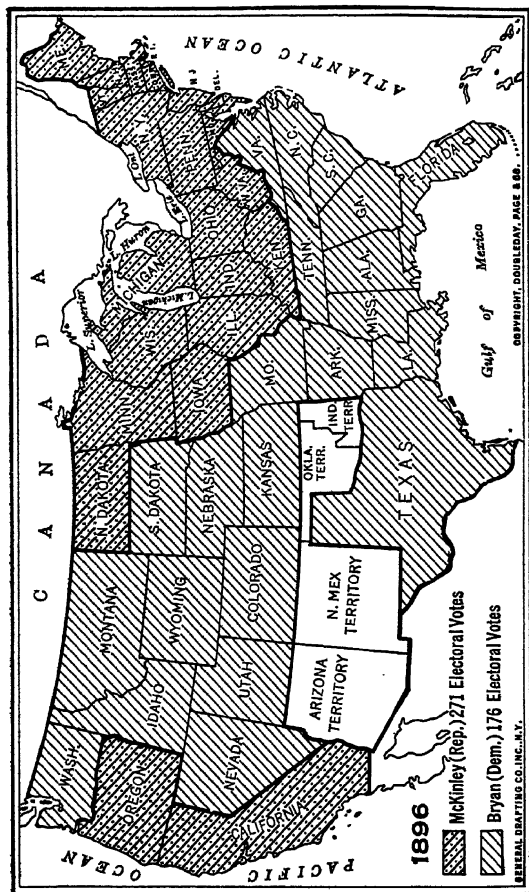 CANADA
WASH.
MONTANA
N. DAKOTA
MINN.
L. Superior
ME.
OREGON
IDAHO
S. DAKOTA
WIS.
L. Michigan
L. Huron
N.Y.
WYOMING
NEBRASKA
IOWA
ILL.
IND.
OHIO
PENN.
N J
DEL.
NEVADA
UTAH
COLORADO
KANSAS
MO.
KEN.
VA.
CALIFORNIA
ARIZONA
TERRITORY
N. MEX
TERRITORY
OKLA.
TERR.
IND.
TERR.
ARK.
TENN.
N.C.
S.C.
TEXAS
LA.
MISS.
ALA.
GA.
FLORIDA
PACIFIC
OCEAN
ATLANTIC OCEAN
Gulf of Mexico
1896
McKinley (Rep.) 271 Electoral Votes
Bryan (Dem.) 176 Electoral Votes
GENERAL DRAFTING CO. INC. N.Y.
COPYRIGHT, DOUBLEDAY, PAGE & CO.